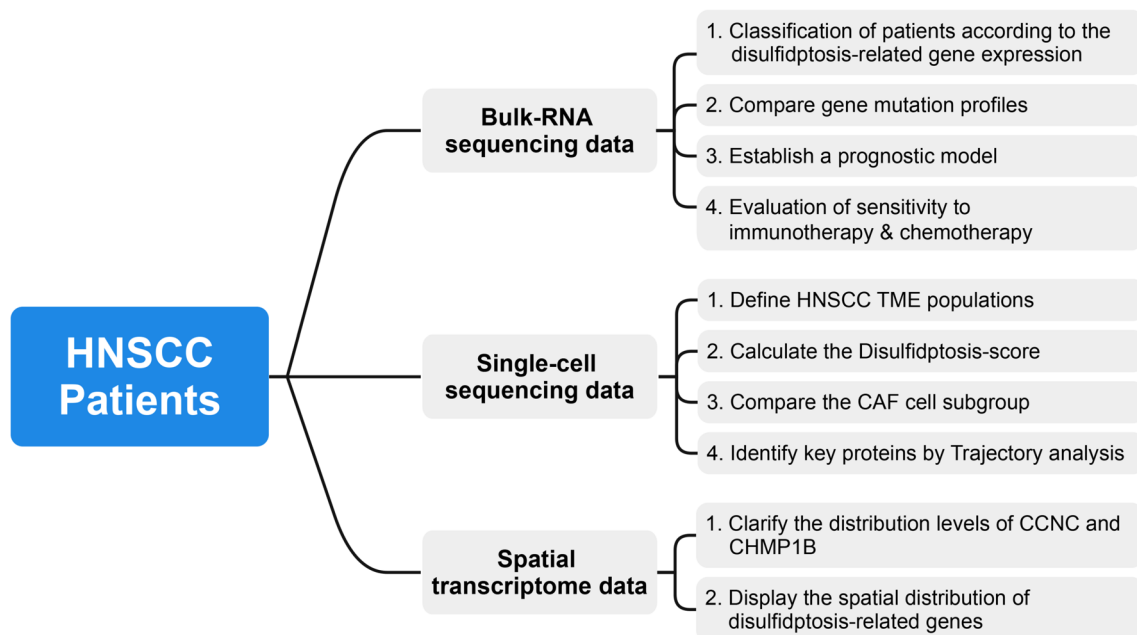 HNSCC
Patients
Bulk-RNA
sequencing data
1. Classification of patients according to the
disulfidptosis-related gene expression
2. Compare gene mutation profiles
3. Establish a prognostic model
4. Evaluation of sensitivity to
immunotherapy & chemotherapy
Single-cell
sequencing data
1. Define HNSCC TME populations
2. Calculate the Disulfidptosis-score
3. Compare the CAF cell subgroup
4. Identify key proteins by Trajectory analysis
Spatial
transcriptome data
1. Clarify the distribution levels of CCNC and
CHMP1B
2. Display the spatial distribution of
disulfidptosis-related genes